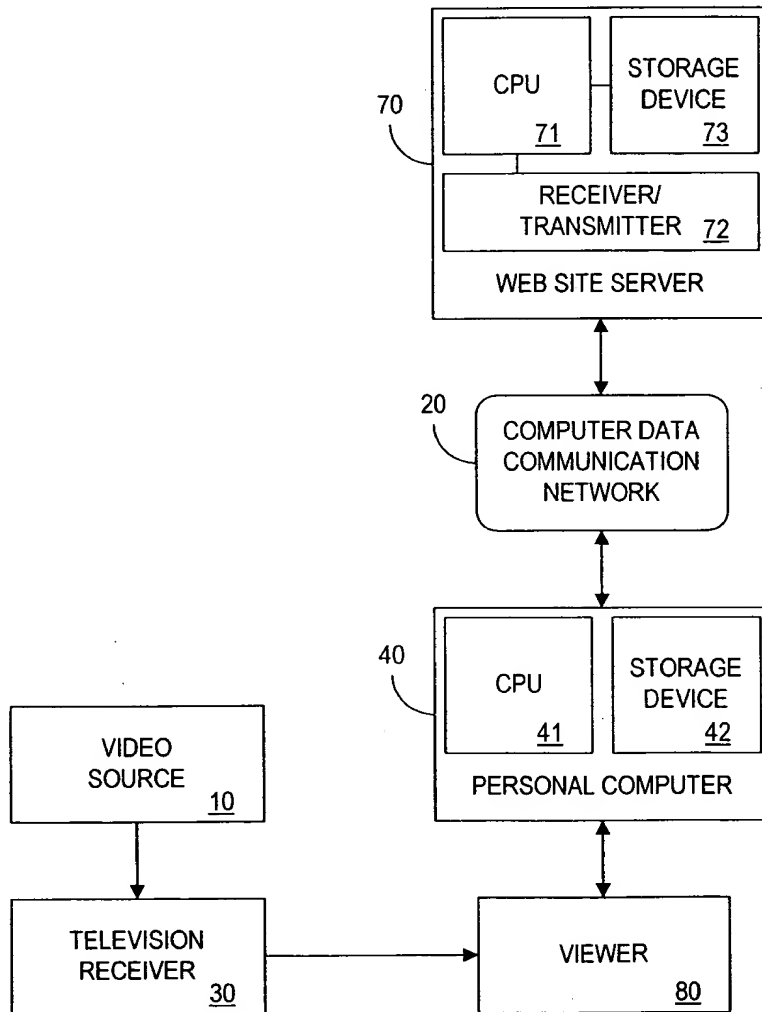 CPU
71
STORAGE
DEVICE
73
70
RECEIVER/
TRANSMITTER
72
WEB SITE SERVER
20
COMPUTER DATA
COMMUNICATION
NETWORK
40
CPU
41
STORAGE
DEVICE
42
PERSONAL COMPUTER
VIDEO
SOURCE
10
TELEVISION
RECEIVER
30
VIEWER
80